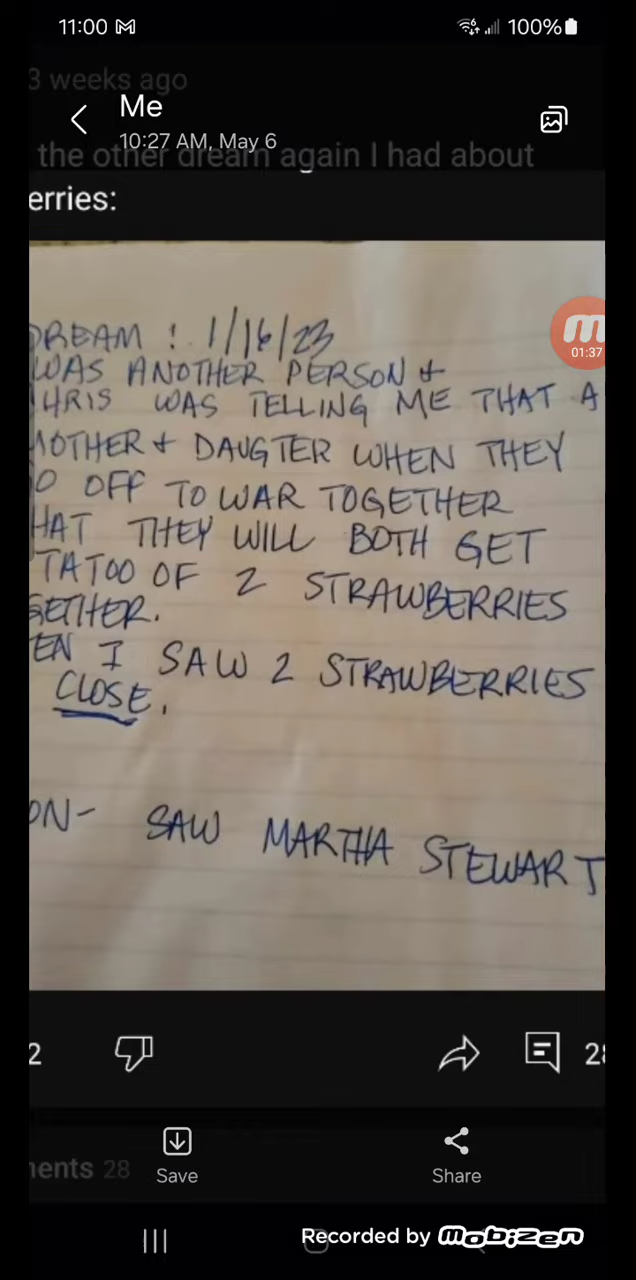 11:00
100%
3 weeks ago
Me
10:27 AM, May 6
the other dream again I had about
erries:
DREAM : 1/16/23
WAS ANOTHER PERSON &
HRIS WAS TELLING ME THAT A
MOTHER & DAUGTER WHEN THEY
O OFF TO WAR TOGETHER
HAT THEY WILL BOTH GET
TATOO OF 2 STRAWBERRIES
GETHER.
EN I SAW 2 STRAWBERRIES
CLOSE.
ON- SAW MARTHA STEWART
01:37
2
28
ments 28
Save
Share
Recorded by Mobizen